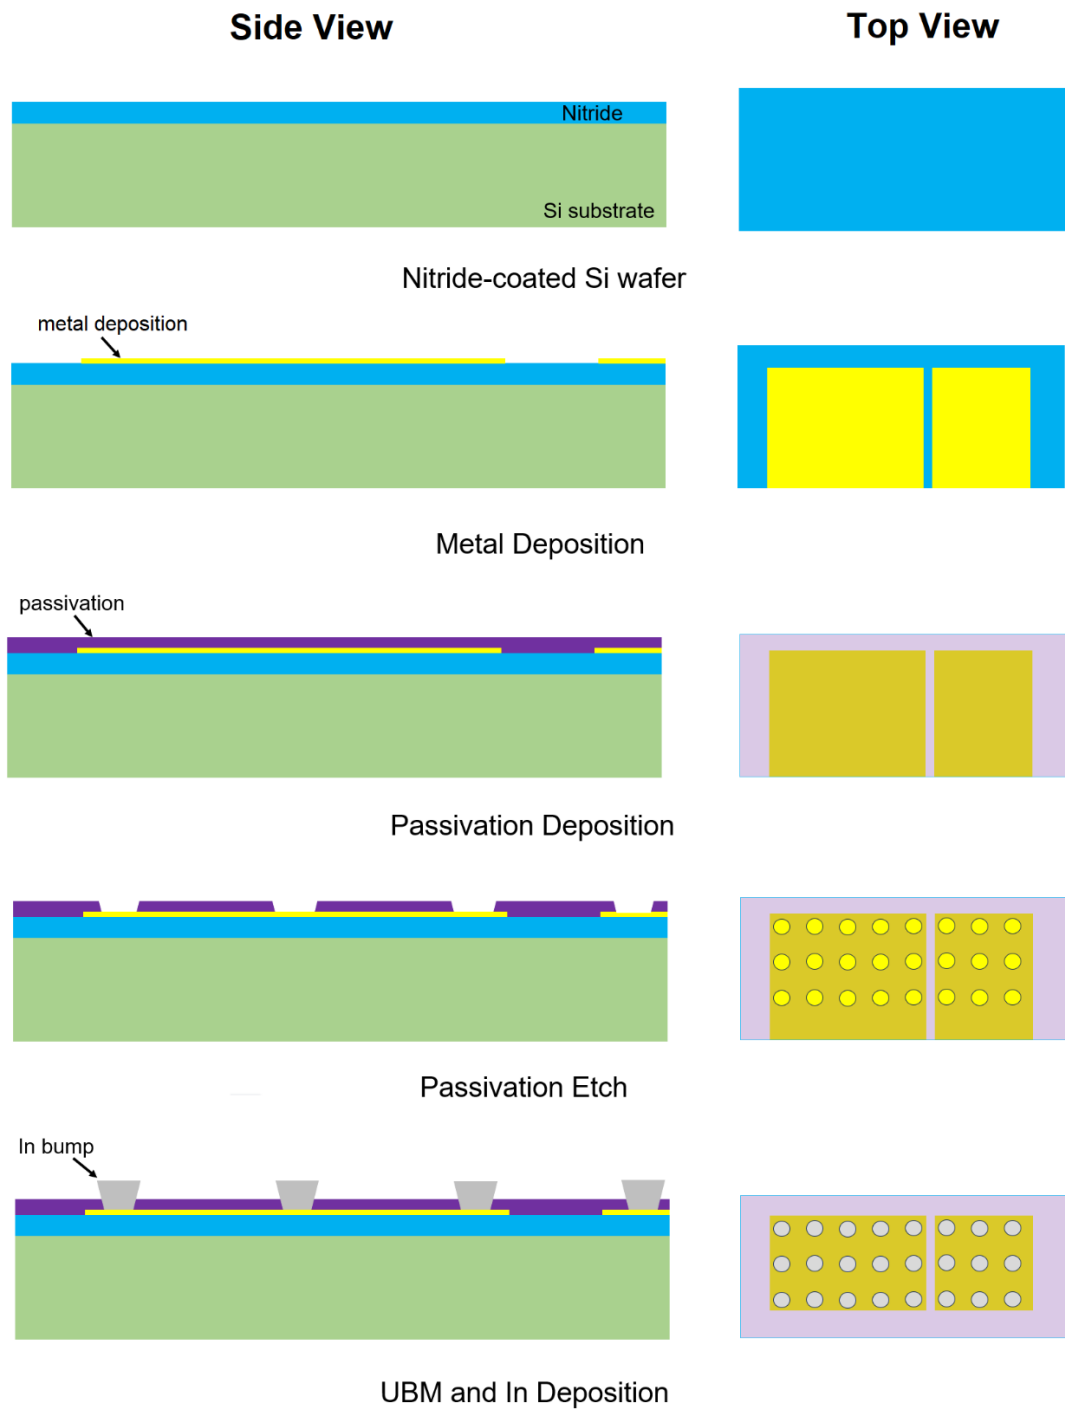 Side View
Top View
Nitride
Si substrate
Nitride-coated Si wafer
metal deposition
Metal Deposition
passivation
Passivation Deposition
Passivation Etch
In bump
UBM and In Deposition